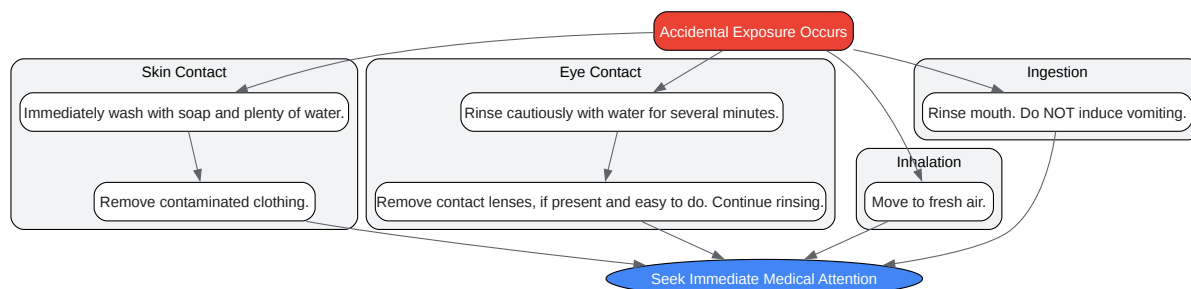 Accidental Exposure Occurs
Skin Contact
Eye Contact
Ingestion
Immediately wash with soap and plenty of water.
Rinse cautiously with water for several minutes.
Rinse mouth. Do NOT induce vomiting.
Inhalation
Remove contaminated clothing.
Remove contact lenses, if present and easy to do. Continue rinsing.
Move to fresh air.
Seek Immediate Medical Attention